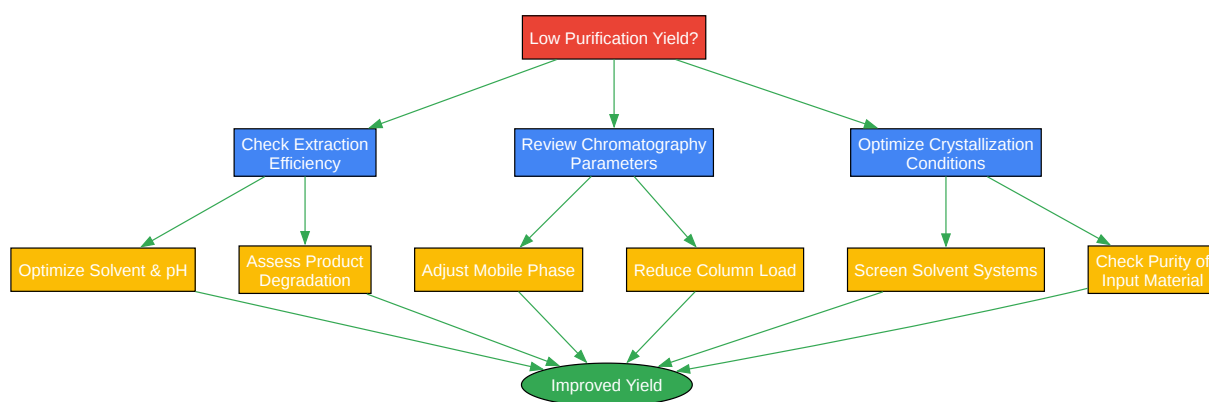 Low Purification Yield?
Check Extraction
Efficiency
Review Chromatography
Parameters
Optimize Crystallization
Conditions
Optimize Solvent & pH
Assess Product
Degradation
Adjust Mobile Phase
Reduce Column Load
Screen Solvent Systems
Check Purity of
Input Material
Improved Yield